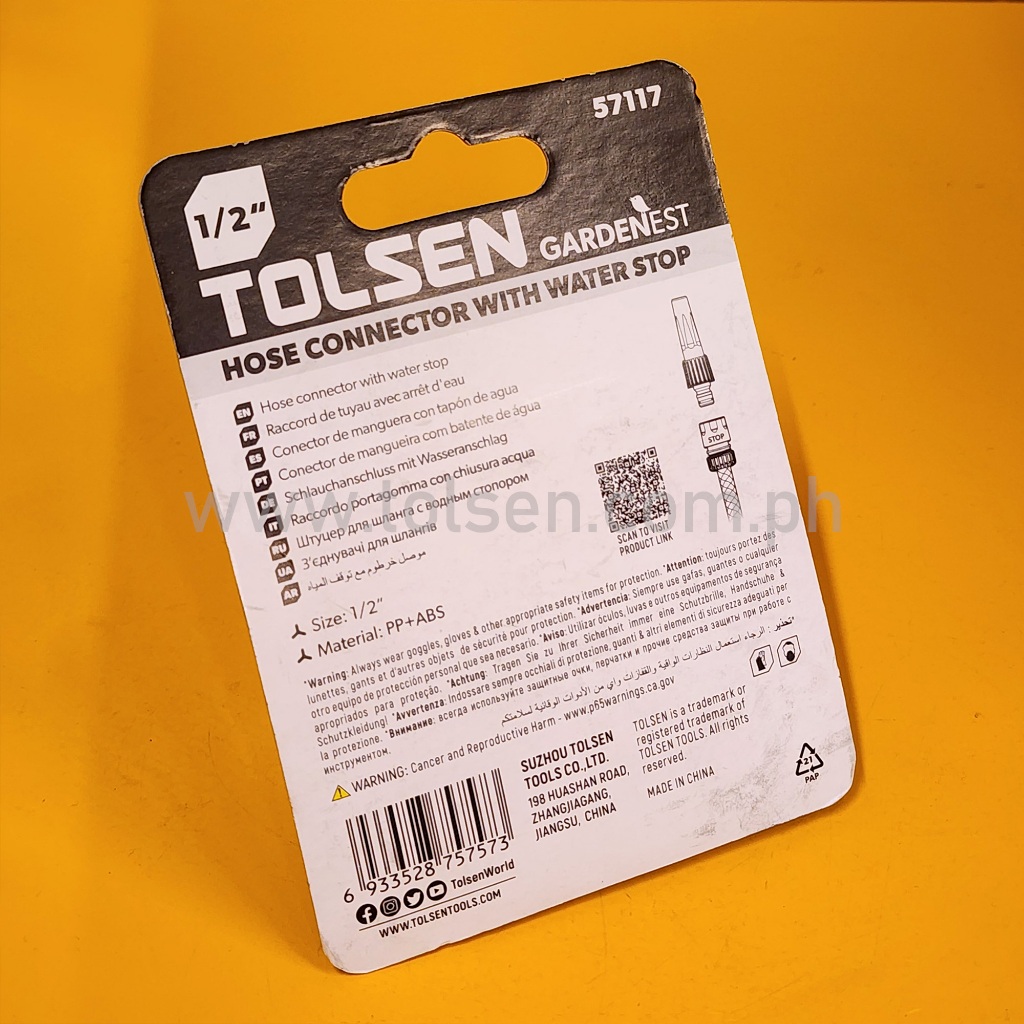 57117
1/2"
TOLSEN GARDENEST
HOSE CONNECTOR WITH WATER STOP
EN Hose connector with water stop
FR Raccord de tuyau avec arrêt d'eau
ES Conector de manguera con tapón de agua
PT Conector de mangueira com batente de água
DE Schlauchanschluss mit Wasseranschlag
IT Raccordo portagomma con chiusura acqua
RU Штуцер для шланга с водным стопором
UA З'єднувачі для шлангів
AR موصل خرطوم مع توقف المياه
STOP
SCAN TO VISIT
PRODUCT LINK
www.tolsen.com.ph
Size: 1/2"
Material: PP+ABS
*Warning: Always wear goggles, gloves & other appropriate safety items for protection. *Attention: toujours portez des
lunettes, gants et d'autres objets de sécurité pour protection. *Advertencia: Siempre use gafas, guantes o cualquier
otro equipo de protección personal que sea necesario. *Aviso: Utilizar óculos, luvas e outros equipamentos de segurança
apropriados para proteção. *Achtung: Tragen Sie zu Ihrer Sicherheit immer eine Schutzbrille, Handschuhe &
Schutzkleidung! *Avvertenza: Indossare sempre occhiali di protezione, guanti & altri elementi di sicurezza adeguati per
la protezione. *Внимание: всегда используйте защитные очки, перчатки и прочие средства защиты при работе с
инструментом.
*تحذير: الرجاء استعمال النظارات الواقية والقفازات وأي من الأدوات الوقائية لسلامتكم
WARNING: Cancer and Reproductive Harm - www.p65warnings.ca.gov
6 933528 757573
TolsenWorld
WWW.TOLSENTOOLS.COM
SUZHOU TOLSEN
TOOLS CO.,LTD.
198 HUASHAN ROAD,
ZHANGJIAGANG,
JIANGSU, CHINA
TOLSEN is a trademark or
registered trademark of
TOLSEN TOOLS. All rights
reserved.
MADE IN CHINA
21
PAP